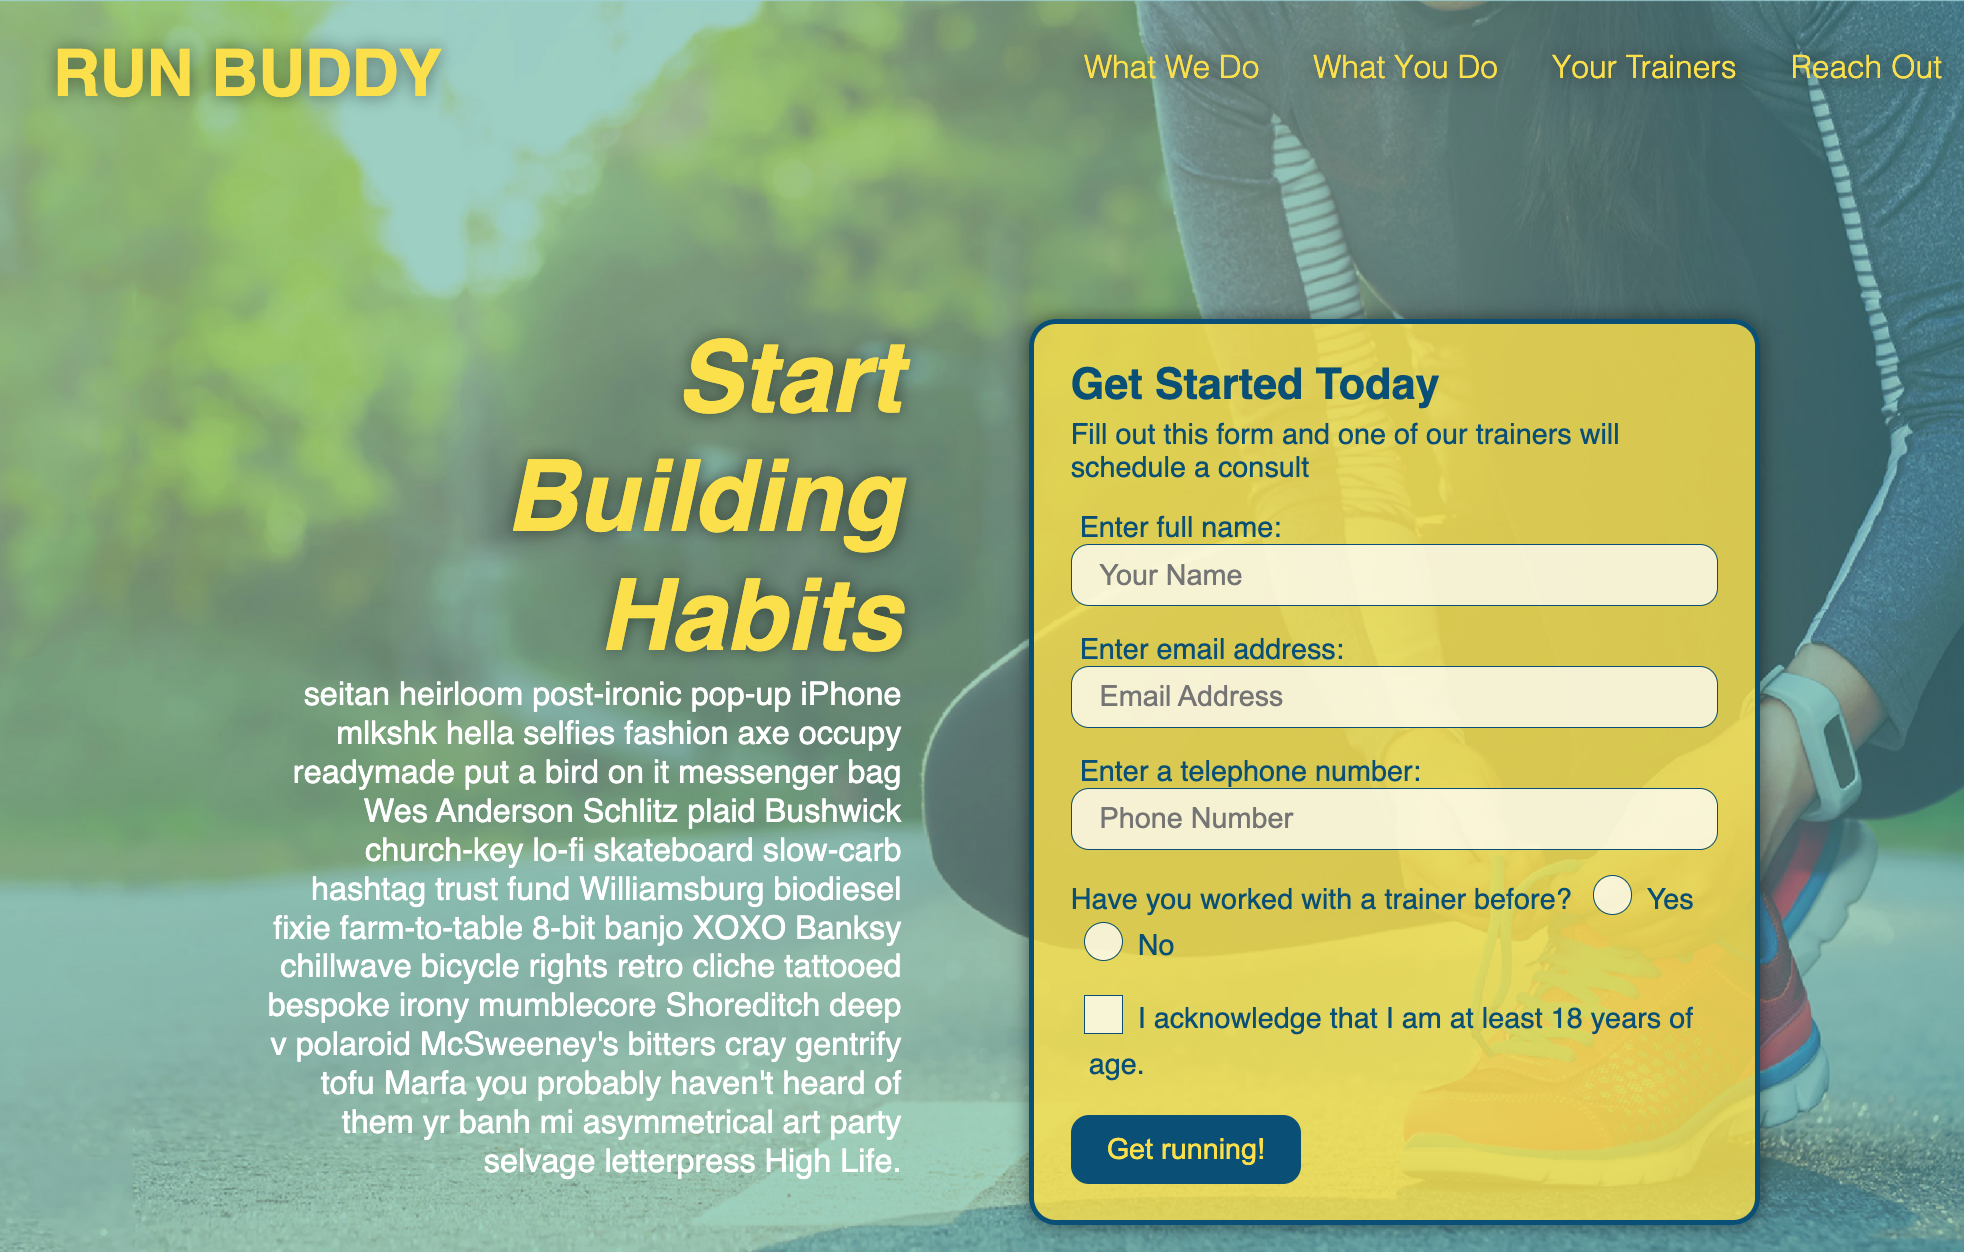 RUN BUDDY
What We Do What You Do Your Trainers Reach Out
Start
Building
Habits
seitan heirloom post-ironic pop-up iPhone
mlkshk hella selfies fashion axe occupy
readymade put a bird on it messenger bag
Wes Anderson Schlitz plaid Bushwick
church-key lo-fi skateboard slow-carb
hashtag trust fund Williamsburg biodiesel
fixie farm-to-table 8-bit banjo XOXO Banksy
chillwave bicycle rights retro cliche tattooed
bespoke irony mumblecore Shoreditch deep
v polaroid McSweeney's bitters cray gentrify
tofu Marfa you probably haven't heard of
them yr banh mi asymmetrical art party
selvage letterpress High Life.
Get Started Today
Fill out this form and one of our trainers will
schedule a consult
Enter full name:
Your Name
Enter email address:
Email Address
Enter a telephone number:
Phone Number
Have you worked with a trainer before? Yes
No
I acknowledge that I am at least 18 years of
age.
Get running!